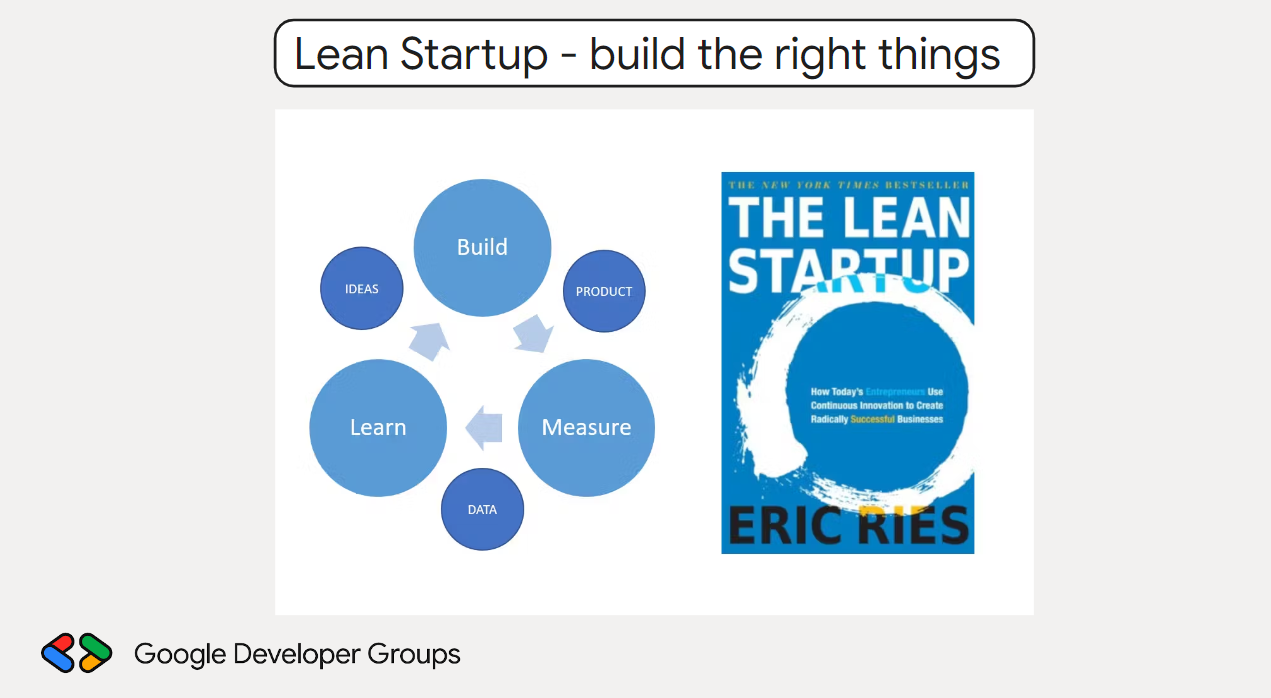 Lean Startup - build the right things
Build
IDEAS
PRODUCT
Learn
Measure
DATA
THE NEW YORK TIMES BESTSELLER
THE LEAN
STARTUP
How Today's Entrepreneurs Use
Continuous Innovation to Create
Radically Successful Businesses
ERIC RIES
Google Developer Groups